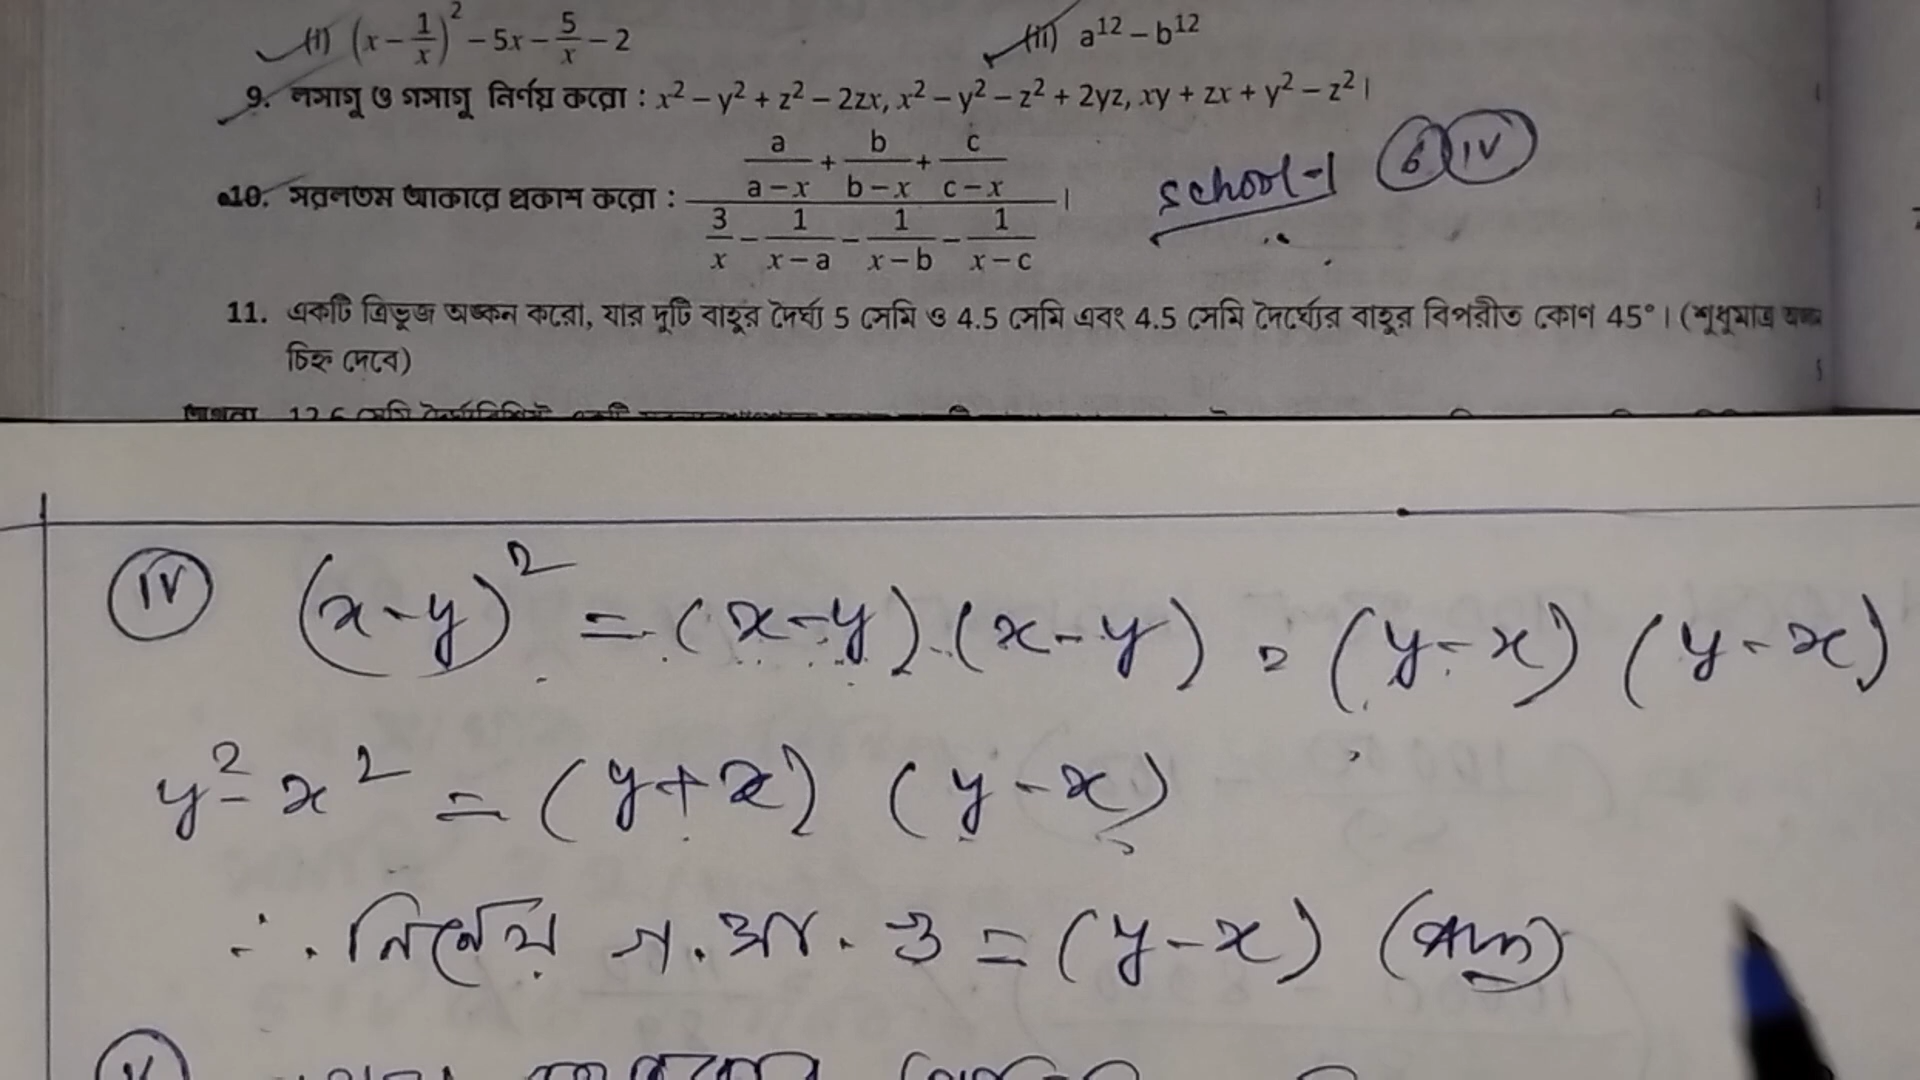 (i) (x − 1/x)² − 5x − 5/x − 2 (iii) a¹² − b¹²
9. লসাগু ও গসাগু নির্ণয় করো : x² − y² + z² − 2zx, x² − y² − z² + 2yz, xy + zx + y² − z²।
a/(a − x) + b/(b − x) + c/(c − x)
10. সরলতম আকারে প্রকাশ করো : ।
3/x − 1/(x − a) − 1/(x − b) − 1/(x − c)
school-1 6 iv
11. একটি ত্রিভুজ অঙ্কন করো, যার দুটি বাহুর দৈর্ঘ্য 5 সেমি ও 4.5 সেমি এবং 4.5 সেমি দৈর্ঘ্যের বাহুর বিপরীত কোণ 45°। (শুধুমাত্র
চিহ্ন দেবে)
iv (x-y)² = (x-y)(x-y) = (y-x)(y-x)
y²-x² = (y+x)(y-x)
∴ নির্ণেয় গ.সা.গু = (y-x) (Ans)